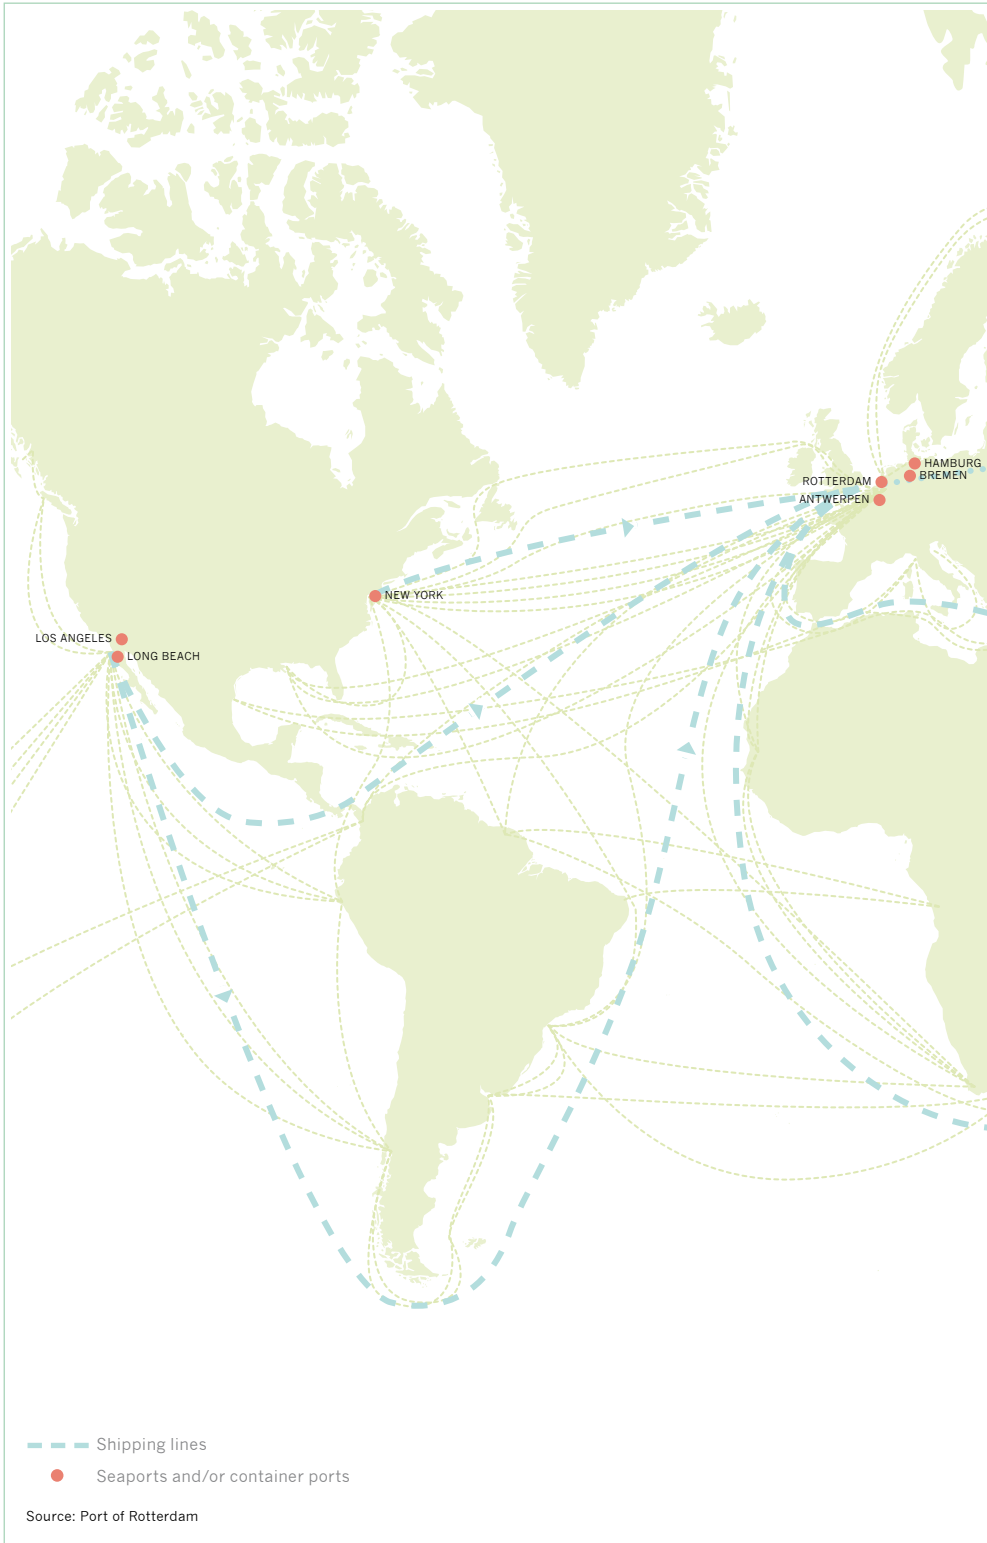 HAMBURG
BREMEN
ROTTERDAM
ANTWERPEN
NEW YORK
LOS ANGELES
LONG BEACH
Shipping lines
Seaports and/or container ports
Source: Port of Rotterdam